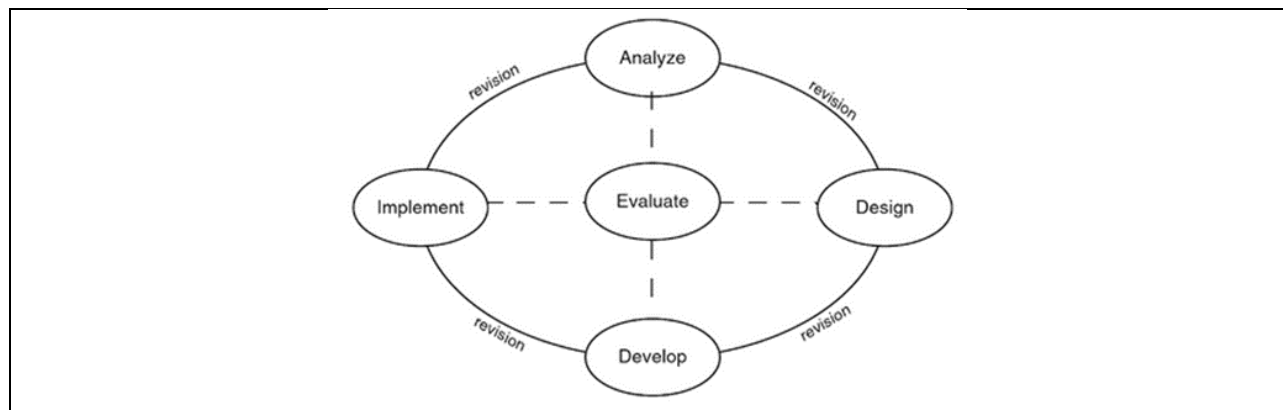 Analyze
revision
revision
Implement
Evaluate
Design
revision
revision
Develop